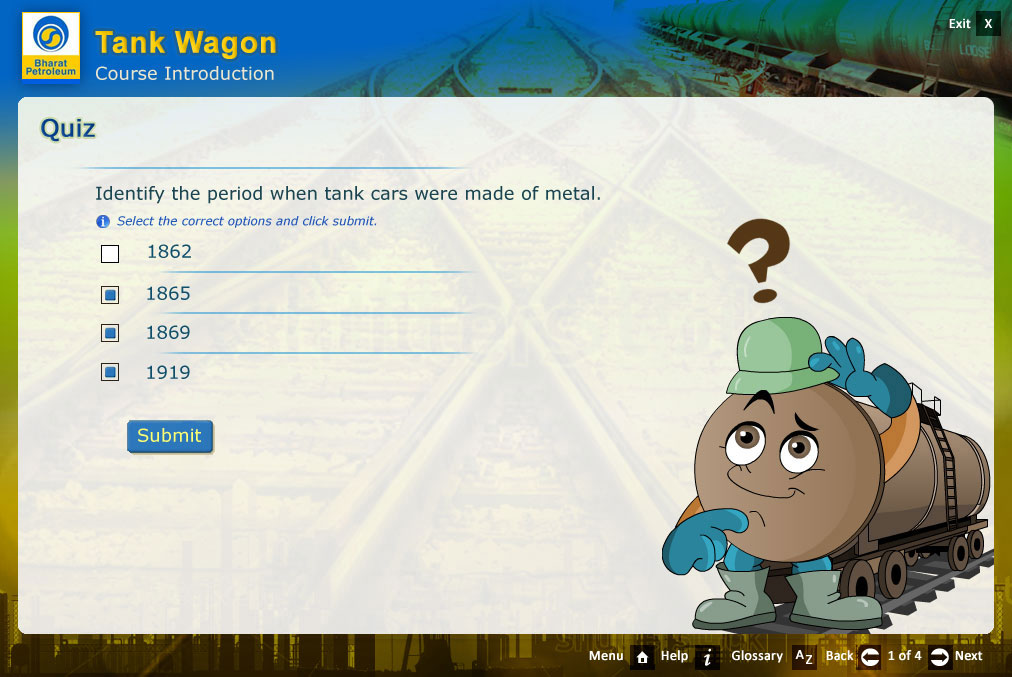 Exit X
Bharat
Petroleum
Tank Wagon
Course Introduction
LOOSE
Quiz
Identify the period when tank cars were made of metal.
i Select the correct options and click submit.
1862
1865
1869
1919
Submit
?
Menu Help i Glossary AZ Back 1 of 4 Next